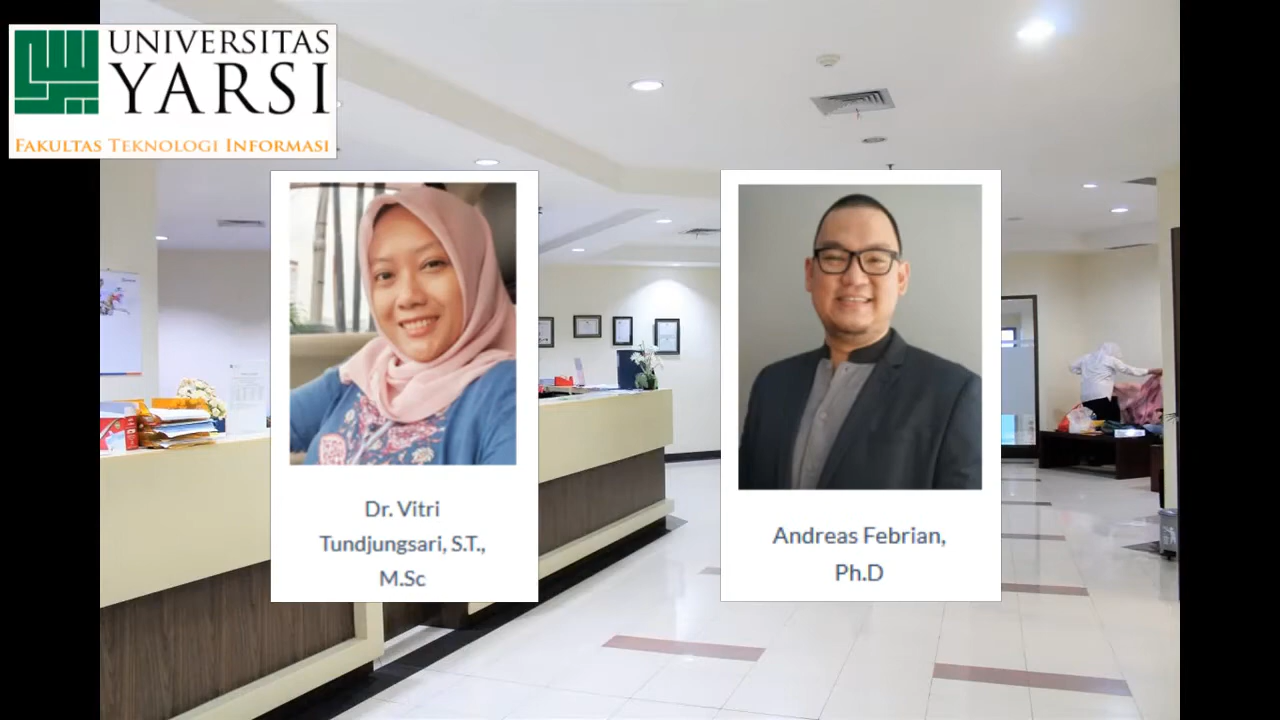 UNIVERSITAS
YARSI
FAKULTAS TEKNOLOGI INFORMASI
Dr. Vitri
Tundjungsari, S.T.,
M.Sc
Andreas Febrian,
Ph.D